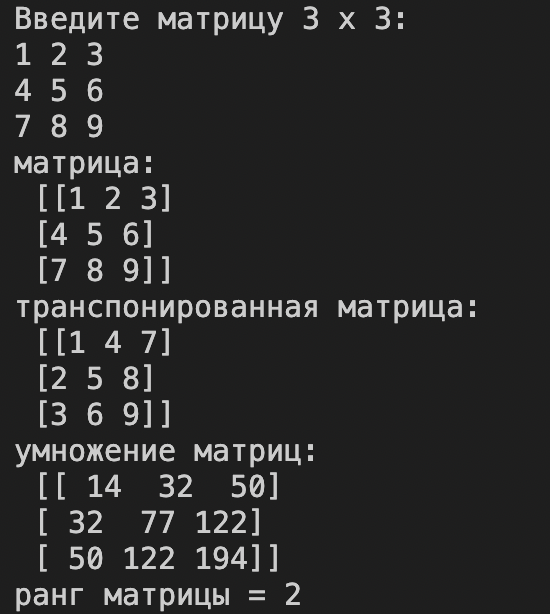 Введите матрицу 3 x 3:
1 2 3
4 5 6
7 8 9
матрица:
 [[1 2 3]
 [4 5 6]
 [7 8 9]]
транспонированная матрица:
 [[1 4 7]
 [2 5 8]
 [3 6 9]]
умножение матриц:
 [[ 14  32  50]
 [ 32  77 122]
 [ 50 122 194]]
ранг матрицы = 2